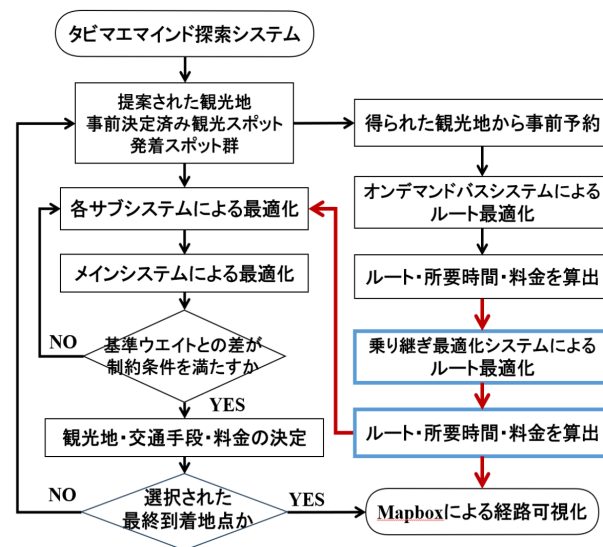 タビマエマインド探索システム
提案された観光地
事前決定済み観光スポット
発着スポット群
得られた観光地から事前予約
各サブシステムによる最適化
オンデマンドバスシステムによる
ルート最適化
メインシステムによる最適化
ルート・所要時間・料金を算出
NO
基準ウエイトとの差が
制約条件を満たすか
乗り継ぎ最適化システムによる
ルート最適化
YES
観光地・交通手段・料金の決定
ルート・所要時間・料金を算出
NO
選択された
最終到着地点か
YES
Mapboxによる経路可視化